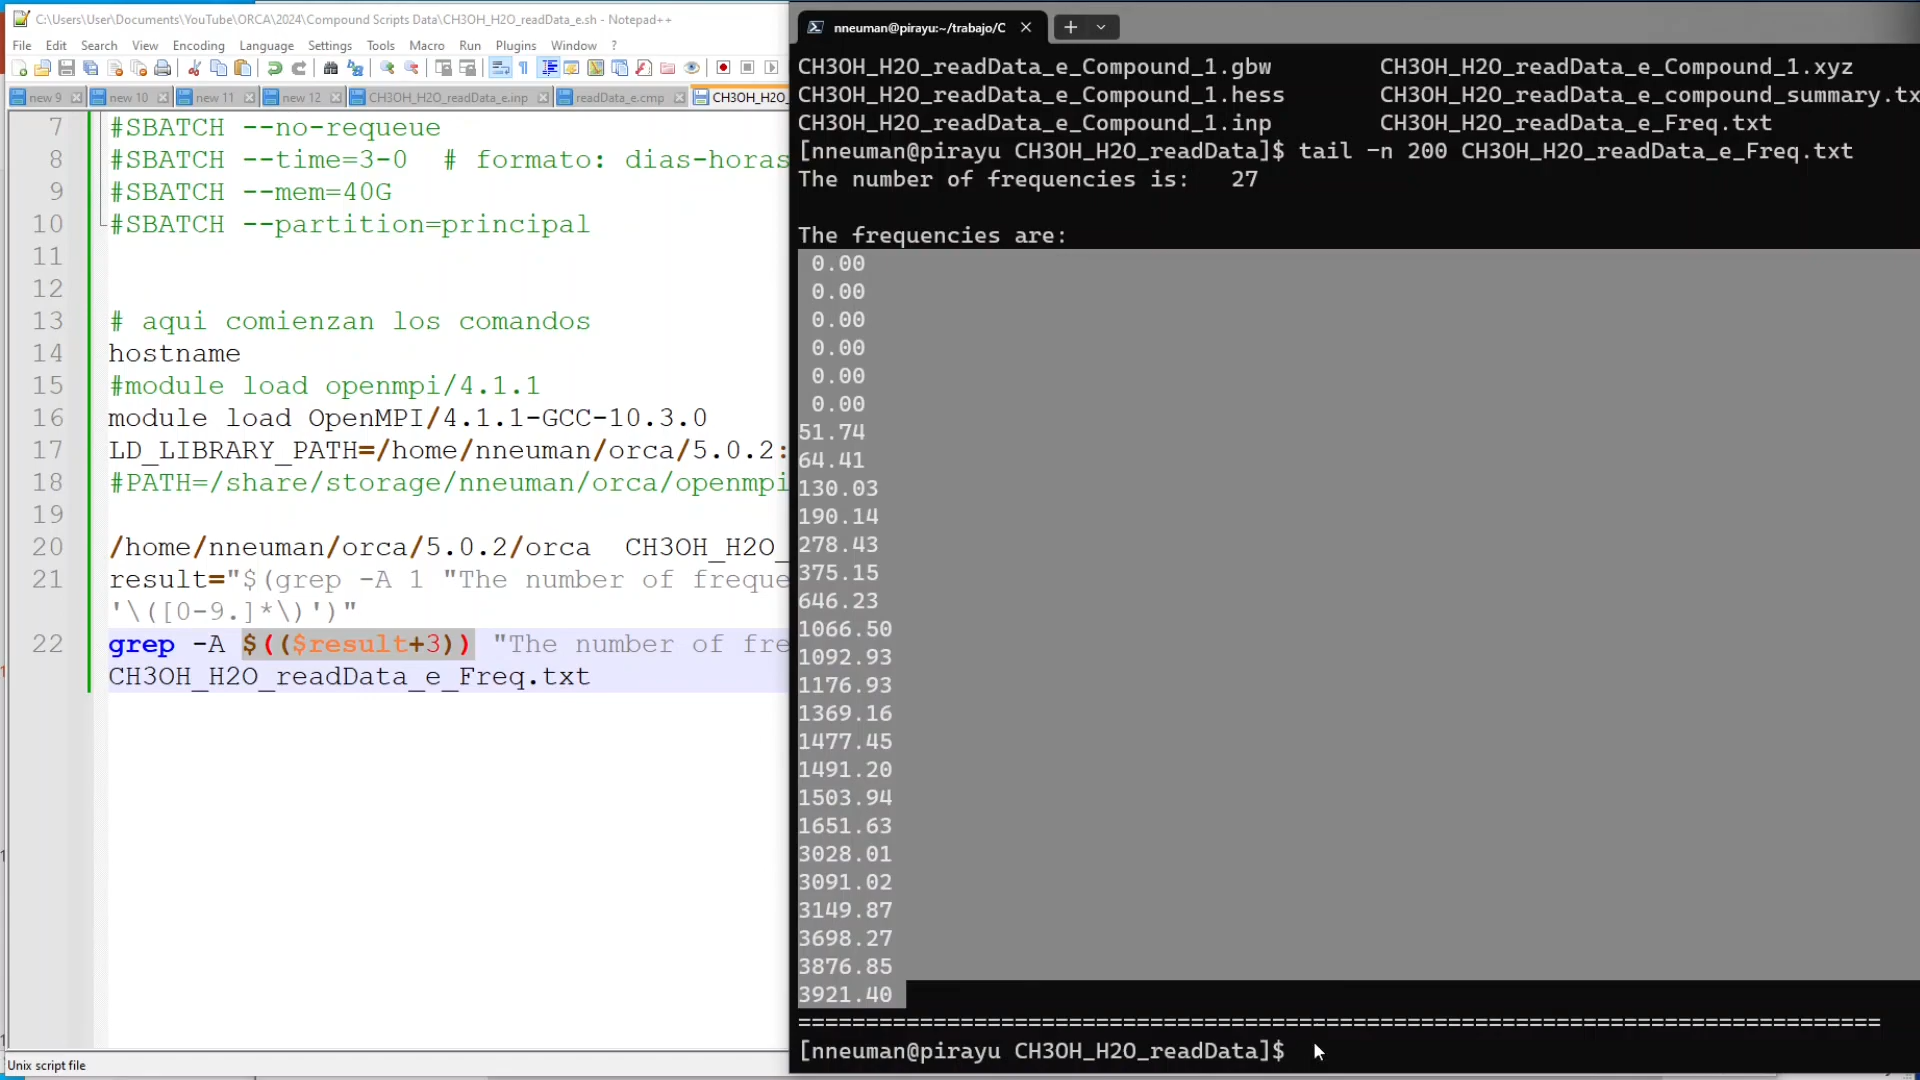 C:\Users\User\Documents\YouTube\ORCA\2024\Compound Scripts Data\CH3OH_H2O_readData_e.sh - Notepad++
File Edit Search View Encoding Language Settings Tools Macro Run Plugins Window ?
new 9 new 10 new 11 new 12 CH3OH_H2O_readData_e.inp readData_e.cmp CH3OH_H2O_
7 #SBATCH --no-requeue
8 #SBATCH --time=3-0 # formato: dias-horas
9 #SBATCH --mem=40G
10 #SBATCH --partition=principal
11
12
13 # aqui comienzan los comandos
14 hostname
15 #module load openmpi/4.1.1
16 module load OpenMPI/4.1.1-GCC-10.3.0
17 LD_LIBRARY_PATH=/home/nneuman/orca/5.0.2:
18 #PATH=/share/storage/nneuman/orca/openmpi
19
20 /home/nneuman/orca/5.0.2/orca CH3OH_H2O_
21 result="$(grep -A 1 "The number of freque
'\([0-9.]*\)')"
22 grep -A $(($result+3)) "The number of fre
CH3OH_H2O_readData_e_Freq.txt
Unix script file
nneuman@pirayu:~/trabajo/C
CH3OH_H2O_readData_e_Compound_1.gbw CH3OH_H2O_readData_e_Compound_1.xyz
CH3OH_H2O_readData_e_Compound_1.hess CH3OH_H2O_readData_e_compound_summary.tx
CH3OH_H2O_readData_e_Compound_1.inp CH3OH_H2O_readData_e_Freq.txt
[nneuman@pirayu CH3OH_H2O_readData]$ tail -n 200 CH3OH_H2O_readData_e_Freq.txt
The number of frequencies is: 27
The frequencies are:
0.00
0.00
0.00
0.00
0.00
0.00
51.74
64.41
130.03
190.14
278.43
375.15
646.23
1066.50
1092.93
1176.93
1369.16
1477.45
1491.20
1503.94
1651.63
3028.01
3091.02
3149.87
3698.27
3876.85
3921.40
================================================================================
[nneuman@pirayu CH3OH_H2O_readData]$